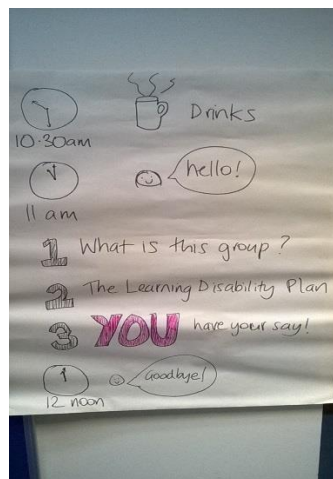 Drinks
10.30am
hello!
11 am
1 What is this group?
2 The Learning Disability Plan
3 YOU have your say!
Goodbye!
12 noon